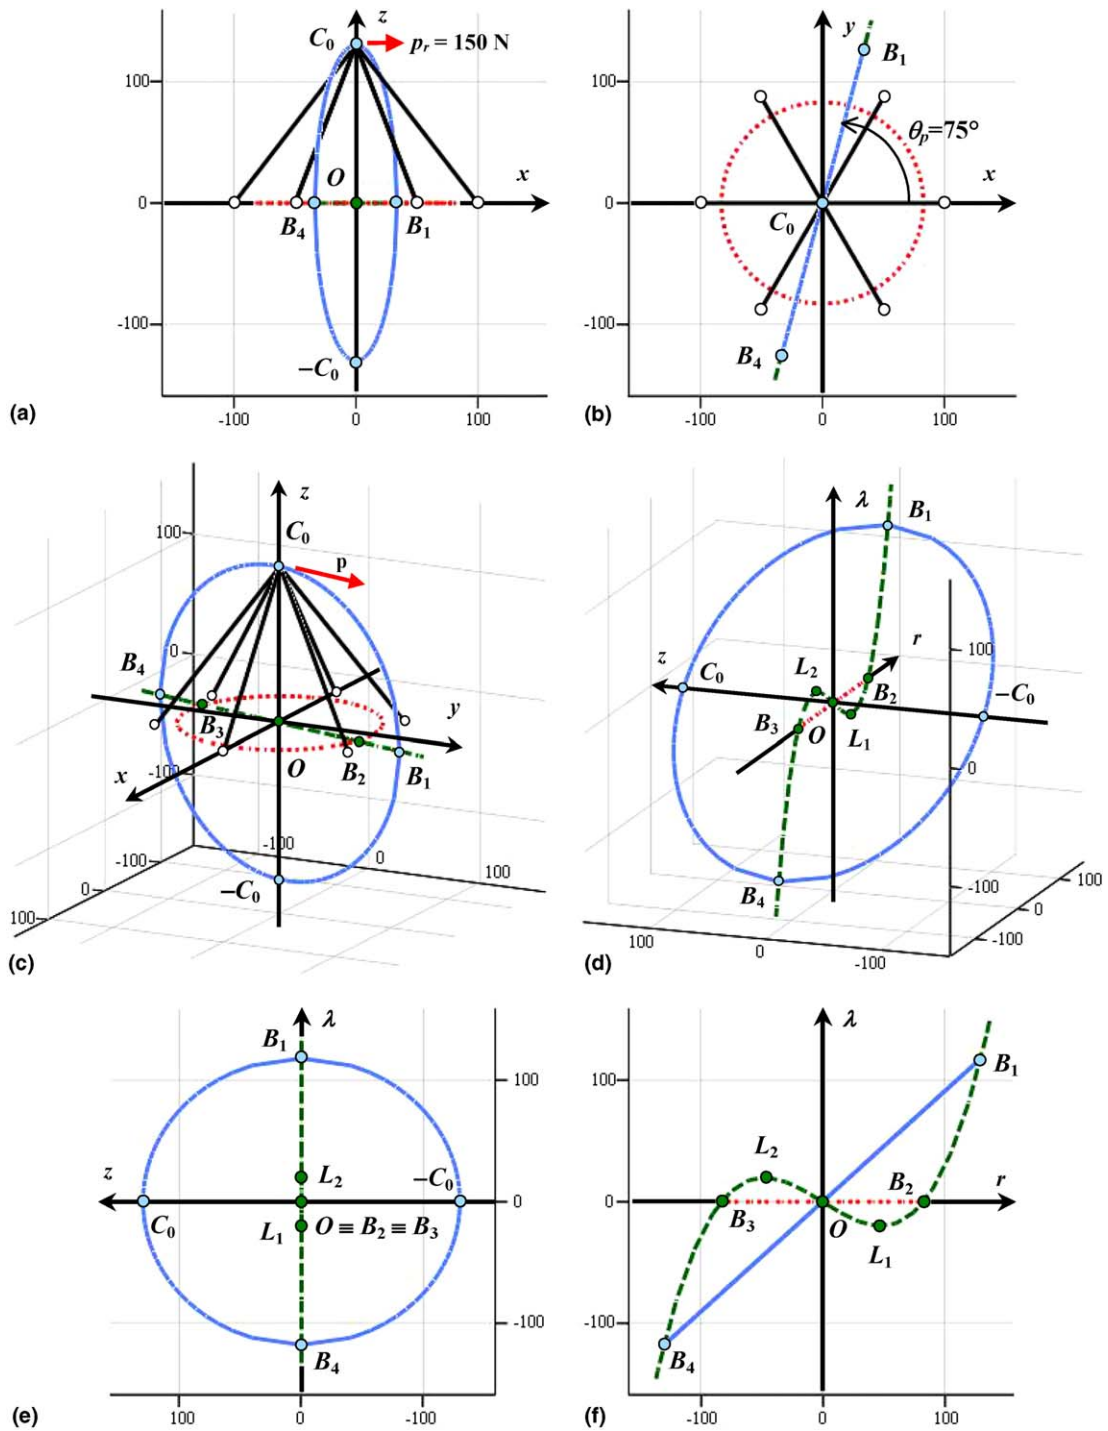 z
C₀
pᵣ = 150 N
100
O
x
0
B₄
B₁
-100
−C₀
-100
0
100
(a)
y
B₁
100
θₚ=75°
x
0
C₀
-100
B₄
-100
0
100
(b)
z
100
C₀
p
0
B₄
B₃
y
x
O
B₂
B₁
-100
-100
0
100
-100
−C₀
0
100
(c)
λ
B₁
r
100
z
C₀
L₂
B₂
−C₀
B₃
O
L₁
0
B₄
-100
100
0
-100
100
0
-100
(d)
λ
B₁
100
z
L₂
−C₀
0
C₀
L₁
O ≡ B₂ ≡ B₃
-100
B₄
100
0
-100
(e)
λ
B₁
100
L₂
B₂
r
0
B₃
O
L₁
-100
B₄
-100
0
100
(f)